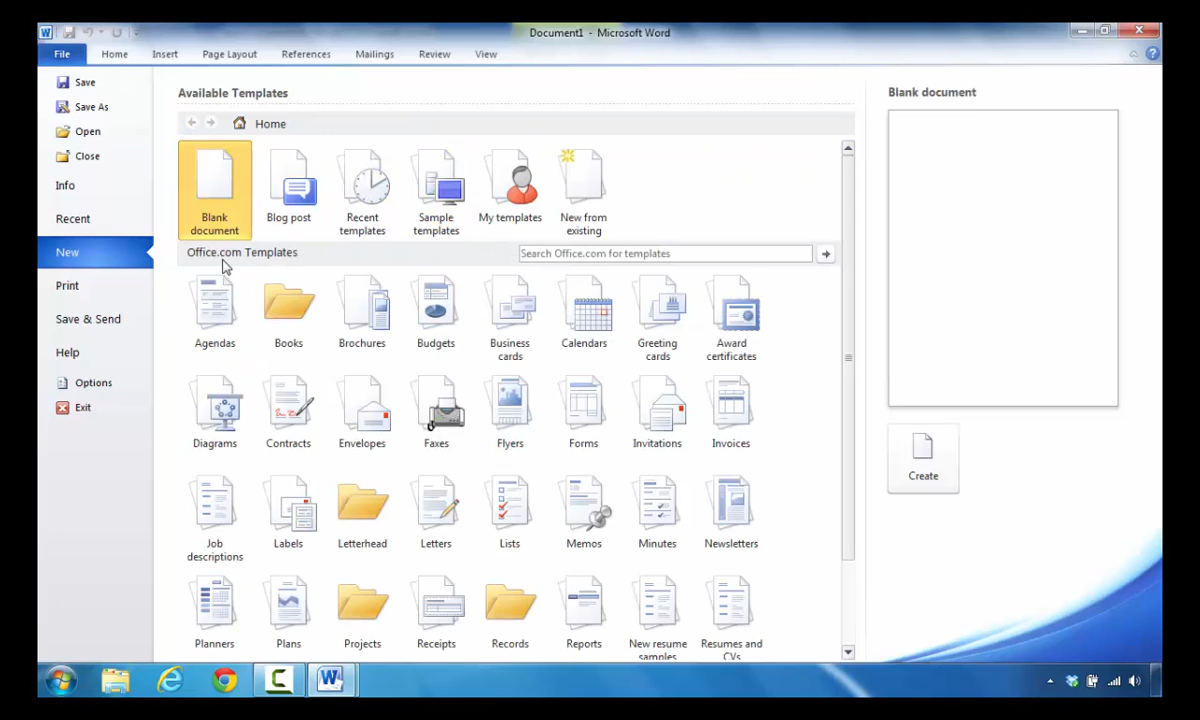 Document1 - Microsoft Word
File Home Insert Page Layout References Mailings Review View
Save
Save As
Open
Close
Info
Recent
New
Print
Save & Send
Help
Options
Exit
Available Templates
Home
Blank document
Blog post
Recent templates
Sample templates
My templates
New from existing
Office.com Templates
Search Office.com for templates
Agendas
Books
Brochures
Budgets
Business cards
Calendars
Greeting cards
Award certificates
Diagrams
Contracts
Envelopes
Faxes
Flyers
Forms
Invitations
Invoices
Job descriptions
Labels
Letterhead
Letters
Lists
Memos
Minutes
Newsletters
Planners
Plans
Projects
Receipts
Records
Reports
New resume samples
Resumes and CVs
Blank document
Create